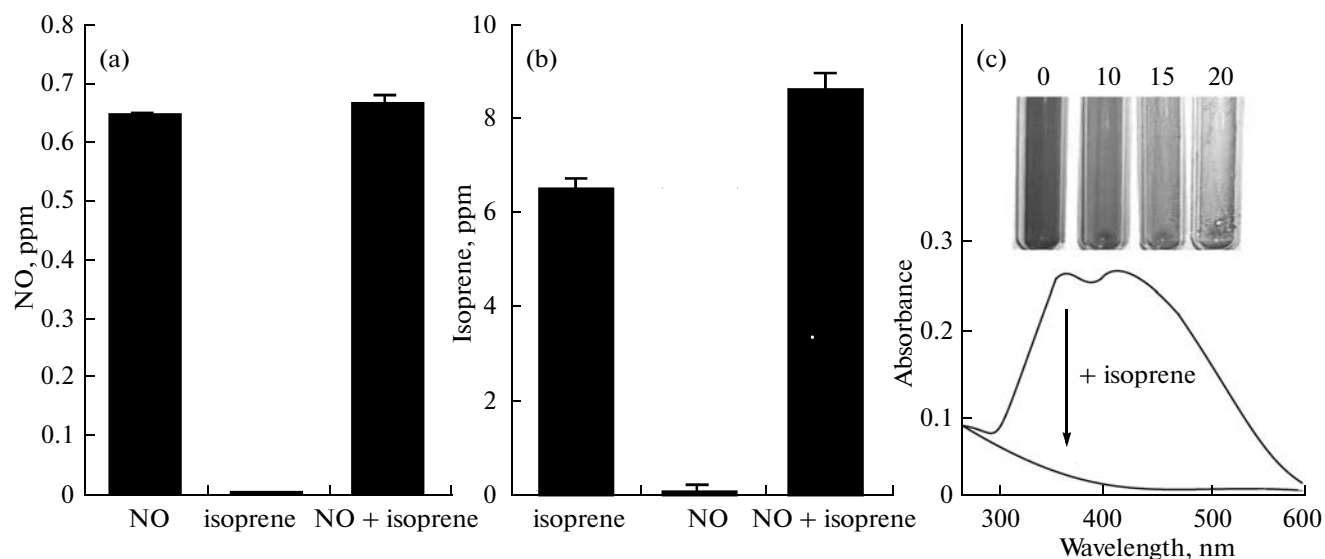 (a)
NO, ppm
0.8
0.7
0.6
0.5
0.4
0.3
0.2
0.1
0
NO
isoprene
NO + isoprene
(b)
Isoprene, ppm
10
8
6
4
2
0
isoprene
NO
NO + isoprene
(c)
0 10 15 20
Absorbance
0.3
0.2
0.1
0
+ isoprene
300 400 500 600
Wavelength, nm